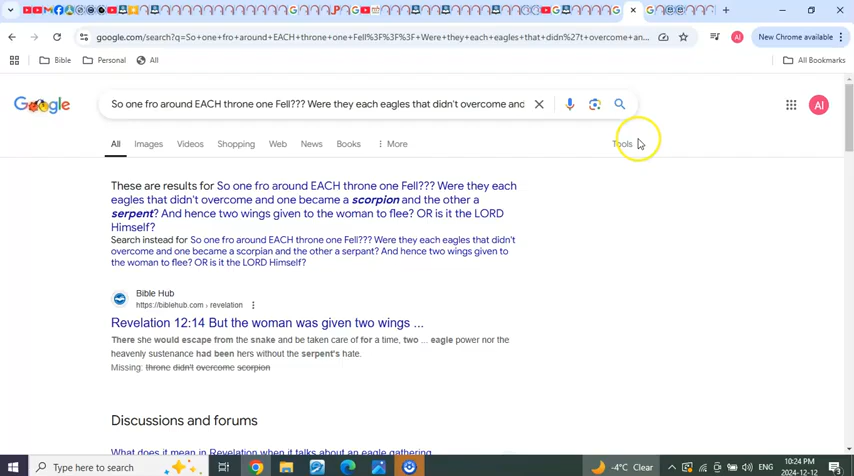 google.com/search?q=So+one+fro+around+EACH+throne+one+Fell%3F%3F%3F+Were+they+each+eagles+that+didn%27t+overcome+an...
New Chrome available
Bible
Personal
All
All Bookmarks
Google
So one fro around EACH throne one Fell??? Were they each eagles that didn't overcome and
AI
All
Images
Videos
Shopping
Web
News
Books
More
Tools
These are results for So one fro around EACH throne one Fell??? Were they each
eagles that didn't overcome and one became a scorpion and the other a
serpent? And hence two wings given to the woman to flee? OR is it the LORD
Himself?
Search instead for So one fro around EACH throne one Fell??? Were they each eagles that didn't
overcome and one became a scorpian and the other a serpant? And hence two wings given to
the woman to flee? OR is it the LORD Himself?
Bible Hub
https://biblehub.com › revelation
Revelation 12:14 But the woman was given two wings ...
There she would escape from the snake and be taken care of for a time, two ... eagle power nor the
heavenly sustenance had been hers without the serpent's hate.
Missing: throne didn't overcome scorpion
Discussions and forums
What does it mean in Revelation when it talks about an eagle gathering
Type here to search
-4°C Clear
ENG
10:24 PM
2024-12-12